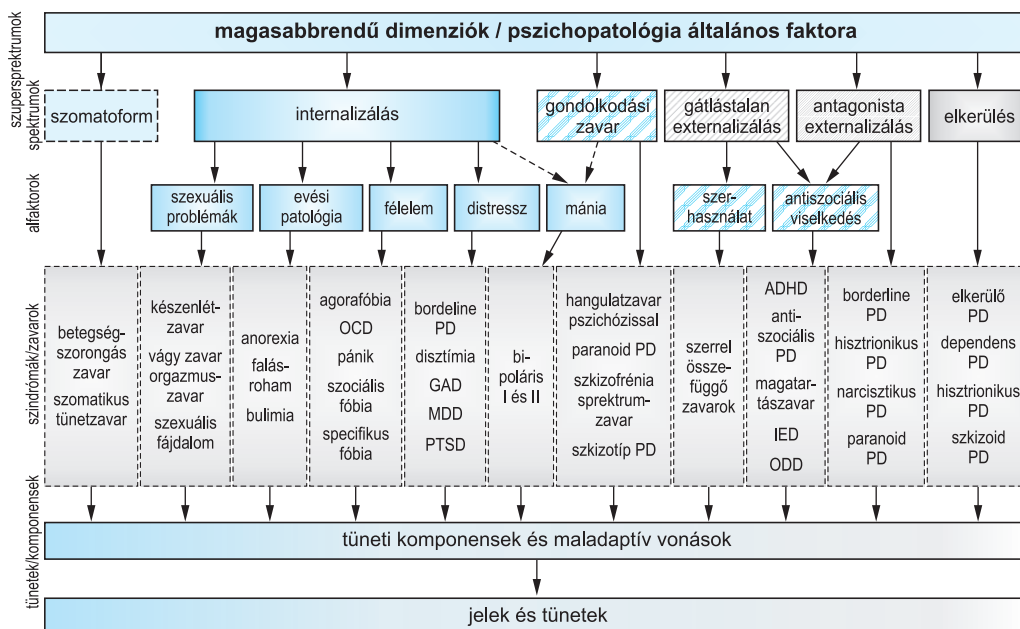 magasabbrendű dimenziók / pszichopatológia általános faktora
szuperspektrumok
spektrumok
szomatoform
internalizálás
gondolkodási
zavar
gátlástalan
externalizálás
antagonista
externalizálás
elkerülés
alfaktorok
szexuális
problémák
evési
patológia
félelem
distressz
mánia
szer-
használat
antiszociális
viselkedés
szindrómák/zavarok
betegség-
szorongás
zavar
szomatikus
tünetzavar
készenlét-
zavar
vágy zavar
orgazmus-
zavar
szexuális
fájdalom
anorexia
falás-
roham
bulimia
agorafóbia
OCD
pánik
szociális
fóbia
specifikus
fóbia
bordeline
PD
disztímia
GAD
MDD
PTSD
bi-
poláris
I és II
hangulatzavar
pszichózissal
paranoid PD
szkizofrénia
sprektrum-
zavar
szkizotíp PD
szerrel
össze-
függő
zavarok
ADHD
anti-
szociális
PD
magatar-
tászavar
IED
ODD
borderline
PD
hisztrionikus
PD
narcisztikus
PD
paranoid
PD
elkerülő
PD
dependens
PD
hisztrionikus
PD
szkizoid
PD
tünetek/komponensek
tüneti komponensek és maladaptív vonások
jelek és tünetek